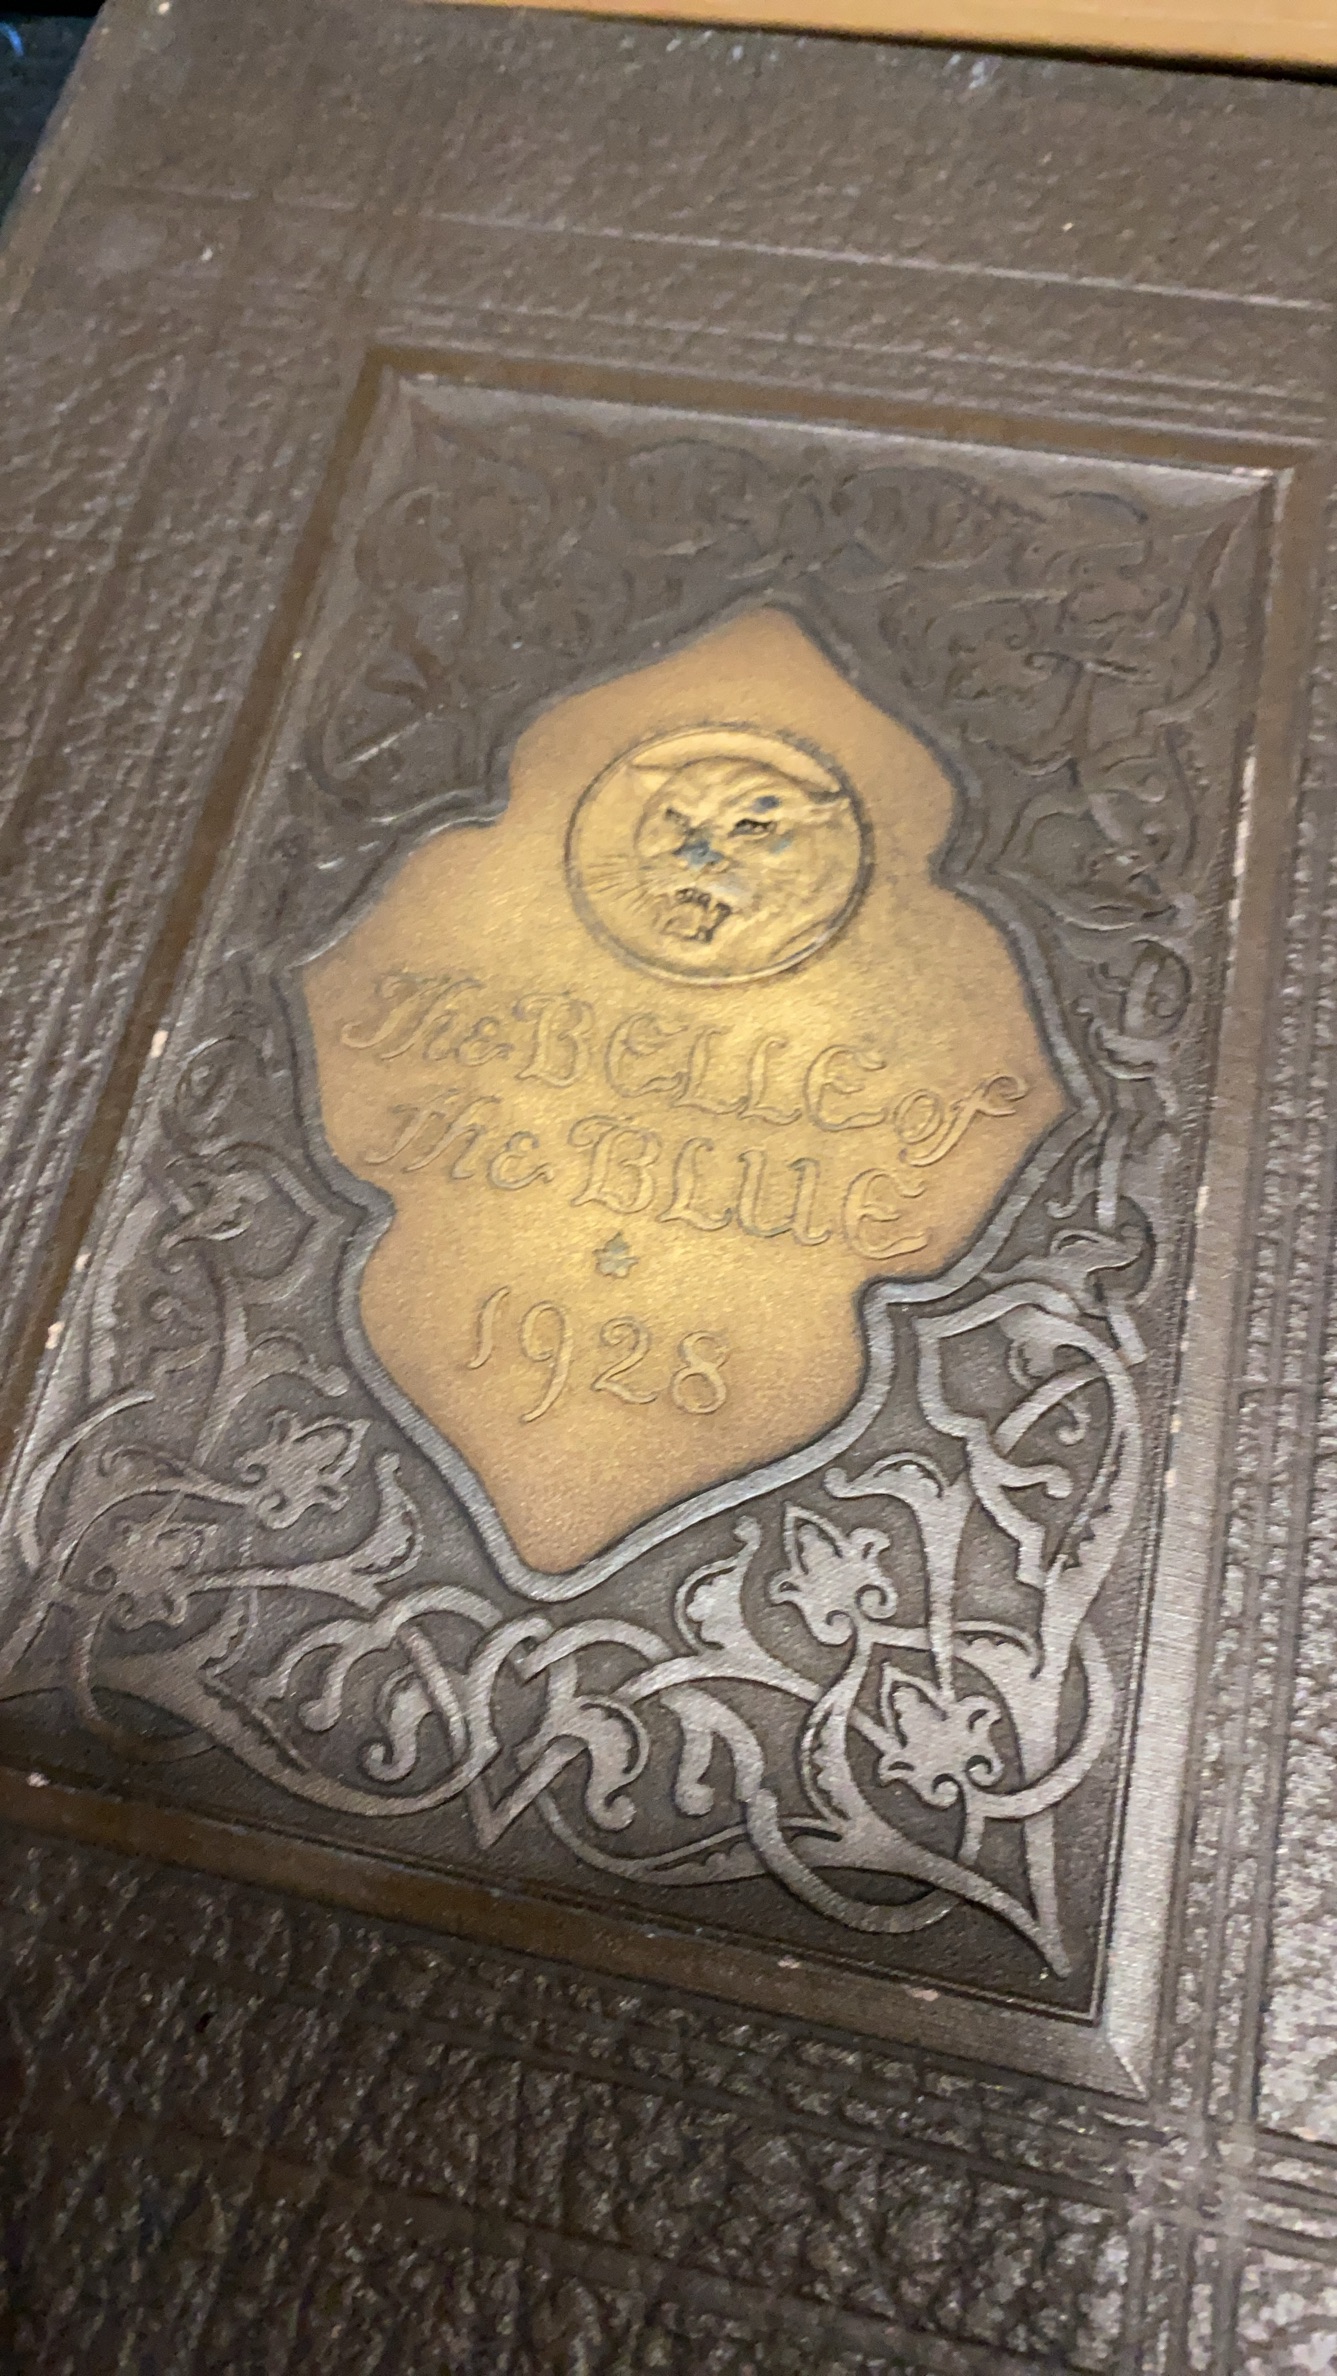 The BELLE of
the BLUE
1928